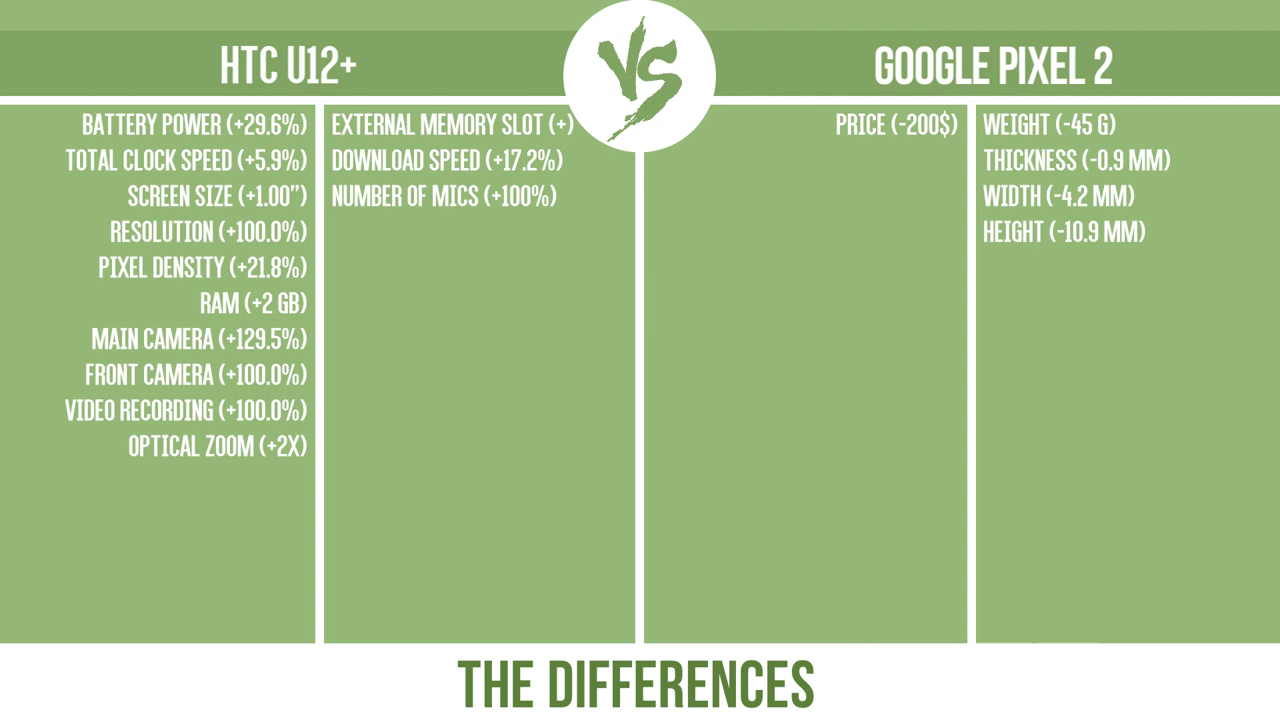 HTC U12+
VS
GOOGLE PIXEL 2
BATTERY POWER (+29.6%)
TOTAL CLOCK SPEED (+5.9%)
SCREEN SIZE (+1.00”)
RESOLUTION (+100.0%)
PIXEL DENSITY (+21.8%)
RAM (+2 GB)
MAIN CAMERA (+129.5%)
FRONT CAMERA (+100.0%)
VIDEO RECORDING (+100.0%)
OPTICAL ZOOM (+2X)
EXTERNAL MEMORY SLOT (+)
DOWNLOAD SPEED (+17.2%)
NUMBER OF MICS (+100%)
PRICE (-200$)
WEIGHT (-45 G)
THICKNESS (-0.9 MM)
WIDTH (-4.2 MM)
HEIGHT (-10.9 MM)
THE DIFFERENCES